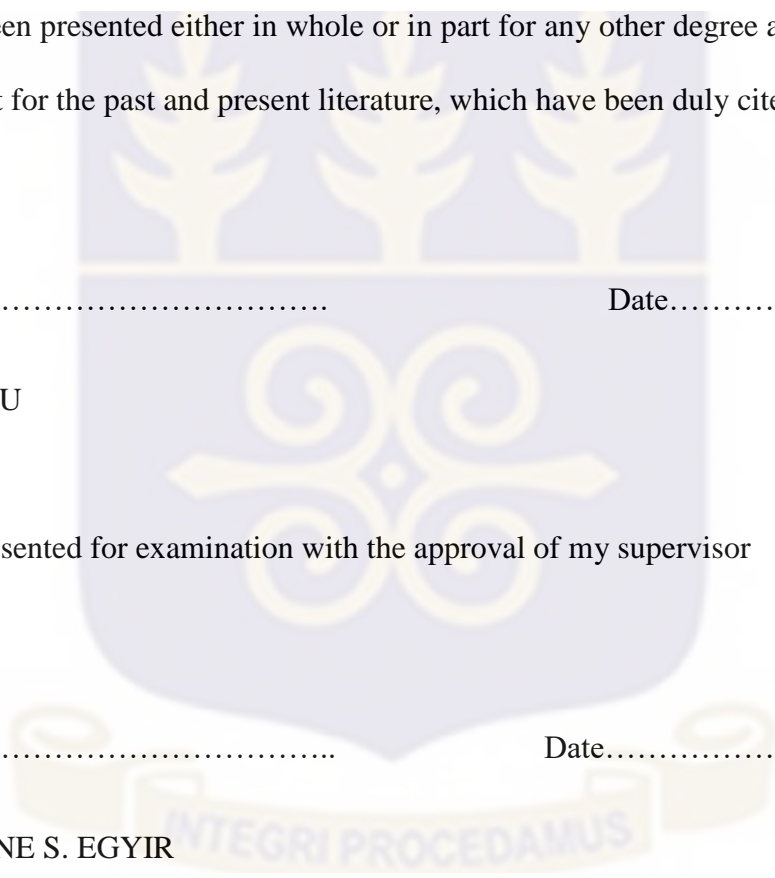 een presented either in whole or in part for any other degree a
t for the past and present literature, which have been duly cite
…………………………….    Date…………
U
sented for examination with the approval of my supervisor
……………………………..    Date……………
NE S. EGYIR
INTEGRI PROCEDAMUS